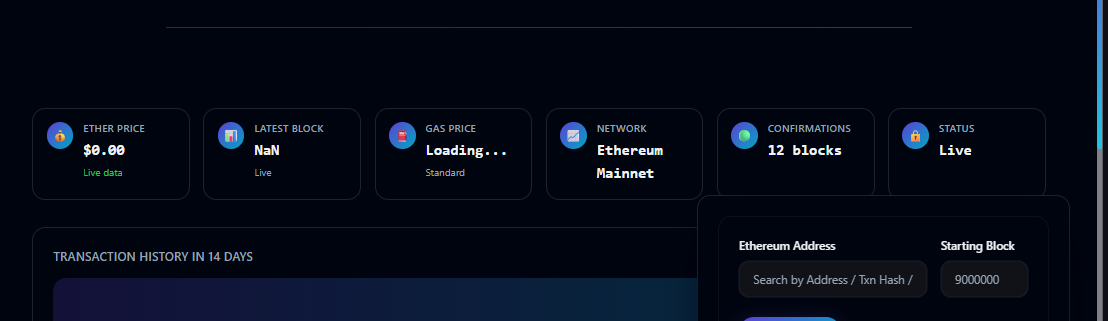 ETHER PRICE
$0.00
Live data
LATEST BLOCK
NaN
Live
GAS PRICE
Loading...
Standard
NETWORK
Ethereum
Mainnet
CONFIRMATIONS
12 blocks
STATUS
Live
TRANSACTION HISTORY IN 14 DAYS
Ethereum Address
Search by Address / Txn Hash /
Starting Block
9000000